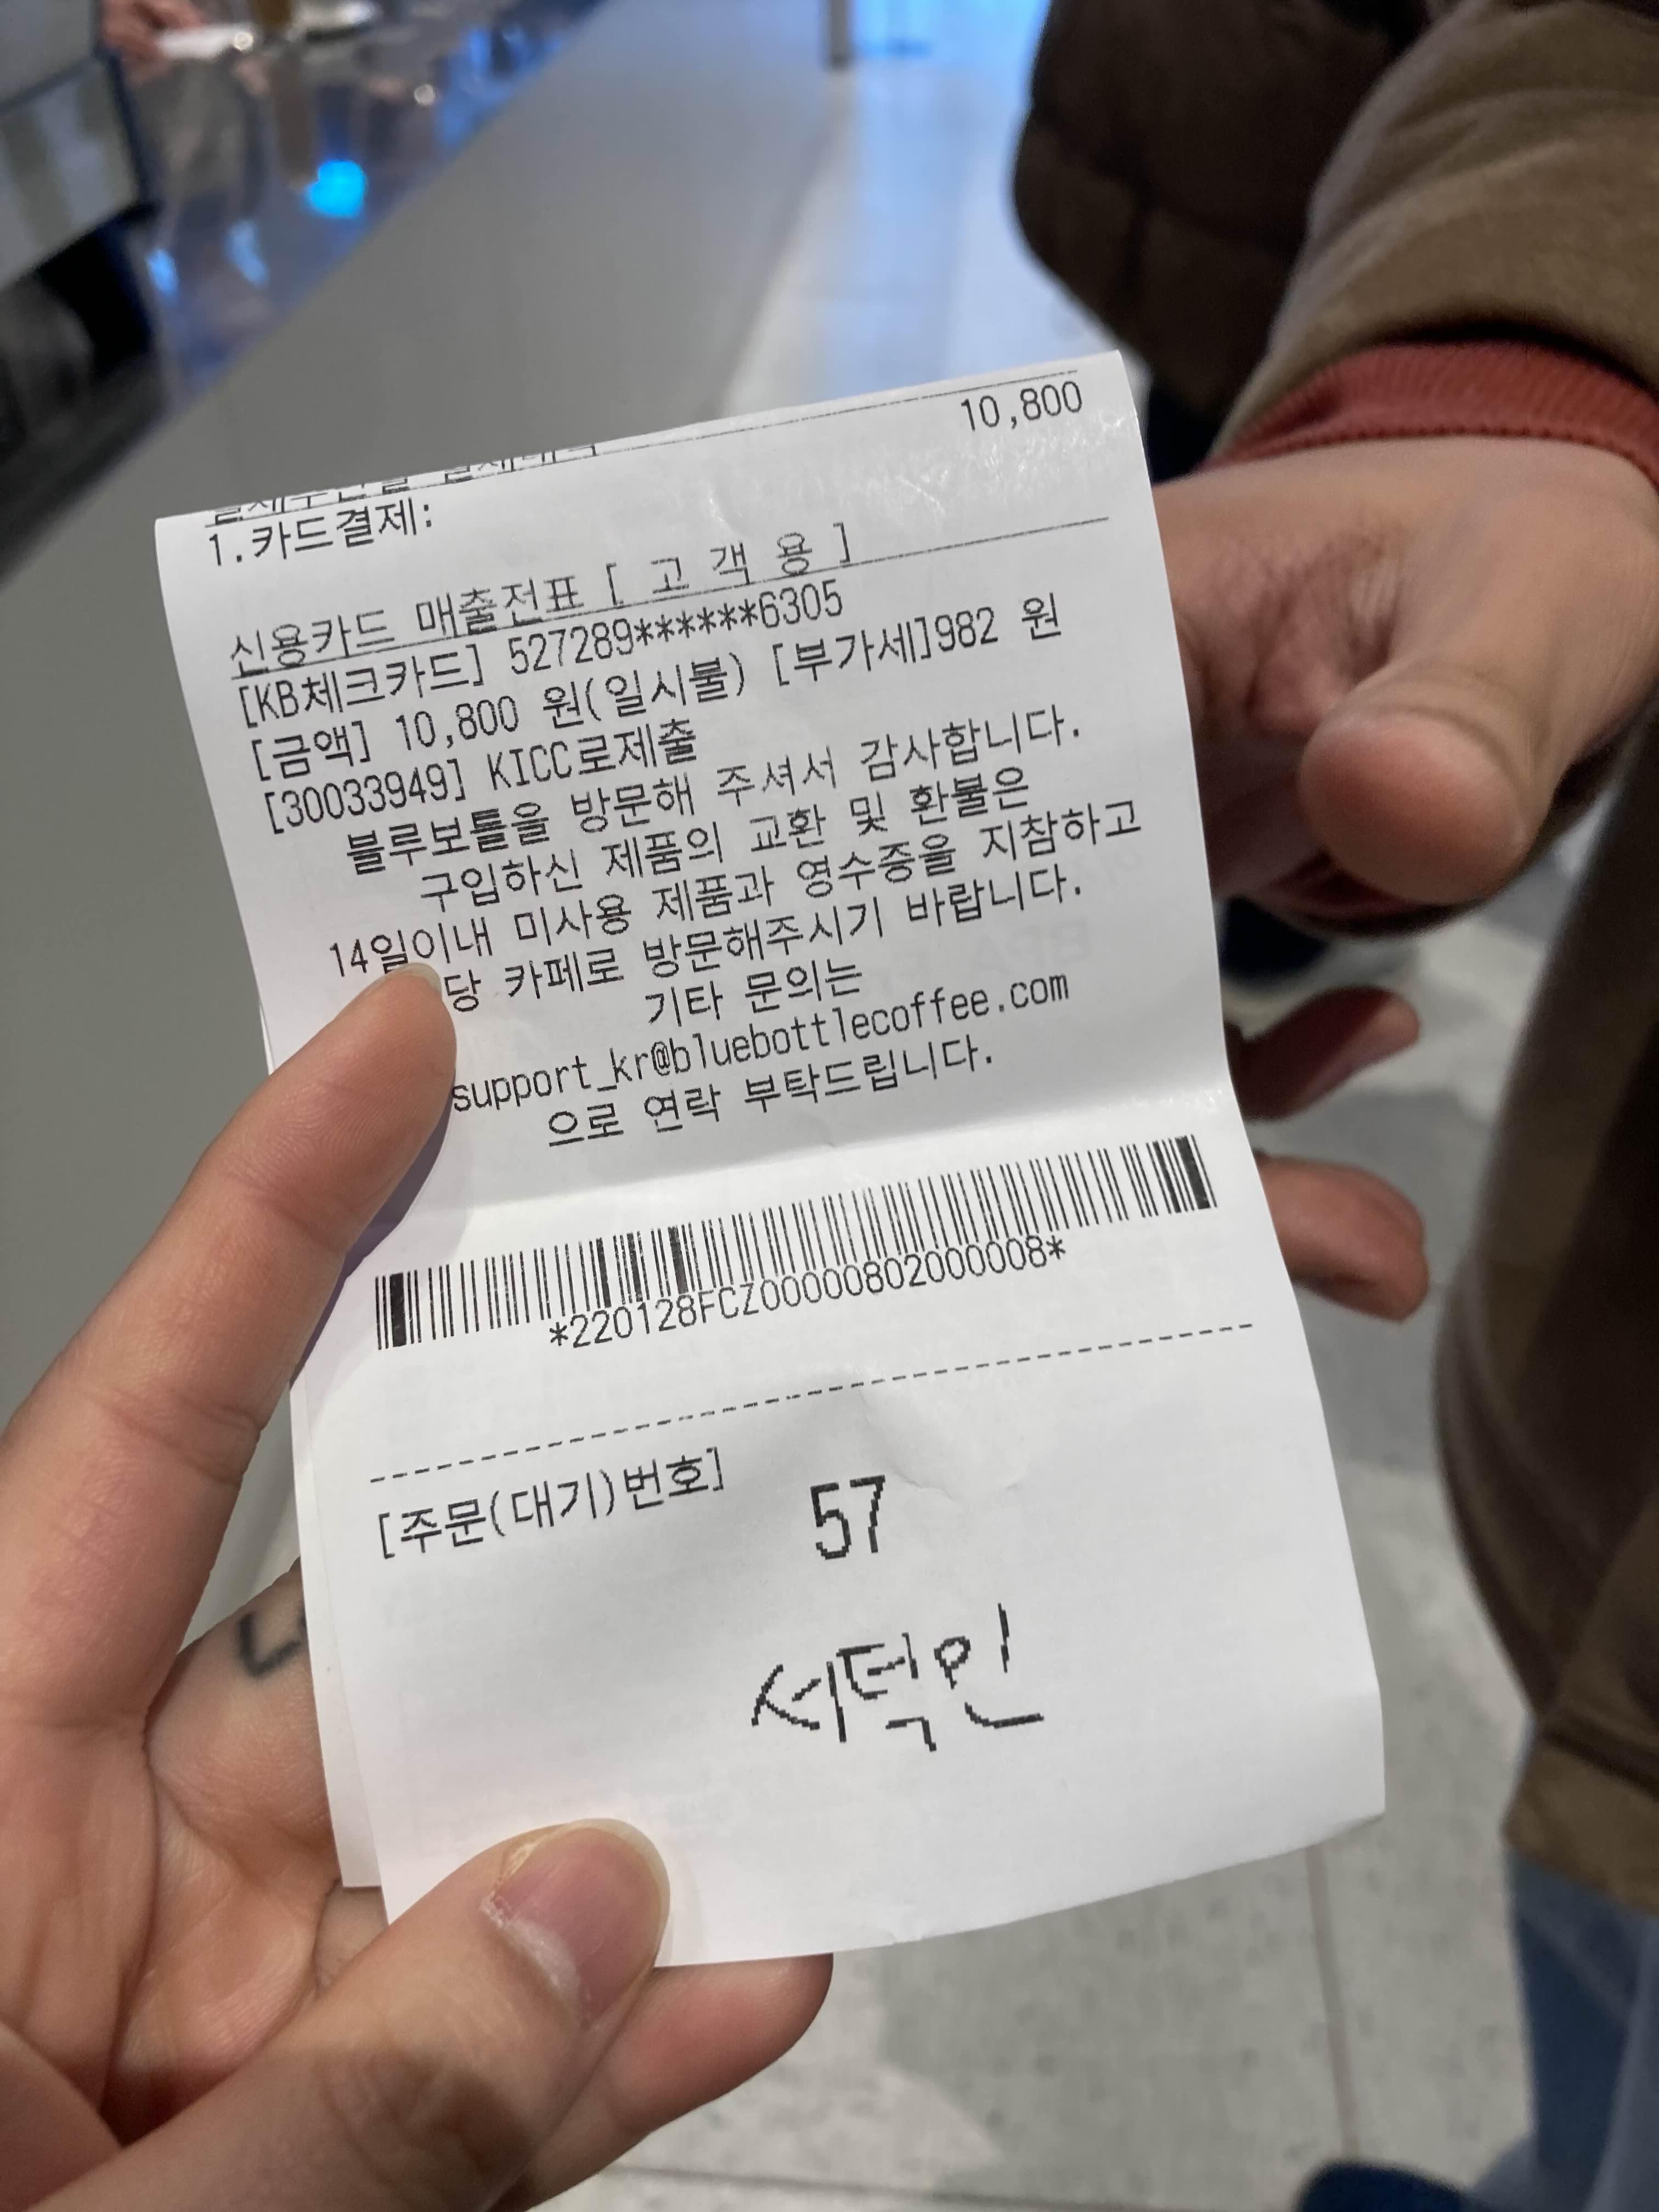 10,800
1.카드결제:
신용카드 매출전표 [ 고 객 용 ]
[KB체크카드] 527289******6305
[금액] 10,800 원(일시불) [부가세]982 원
[30033949] KICC로제출
블루보틀을 방문해 주셔서 감사합니다.
구입하신 제품의 교환 및 환불은
14일이내 미사용 제품과 영수증을 지참하고
당 카페로 방문해주시기 바랍니다.
기타 문의는
support_kr@bluebottlecoffee.com
으로 연락 부탁드립니다.
*220128FCZ00000802000008*
[주문(대기)번호] 57
서덕인